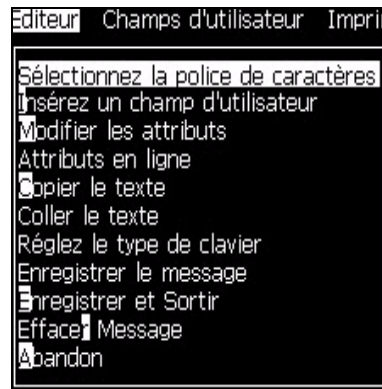 Editeur Champs d'utilisateur Impri
Sélectionnez la police de caractères
Insérez un champ d'utilisateur
Modifier les attributs
Attributs en ligne
Copier le texte
Coller le texte
Réglez le type de clavier
Enregistrer le message
Enregistrer et Sortir
Effacer Message
Abandon